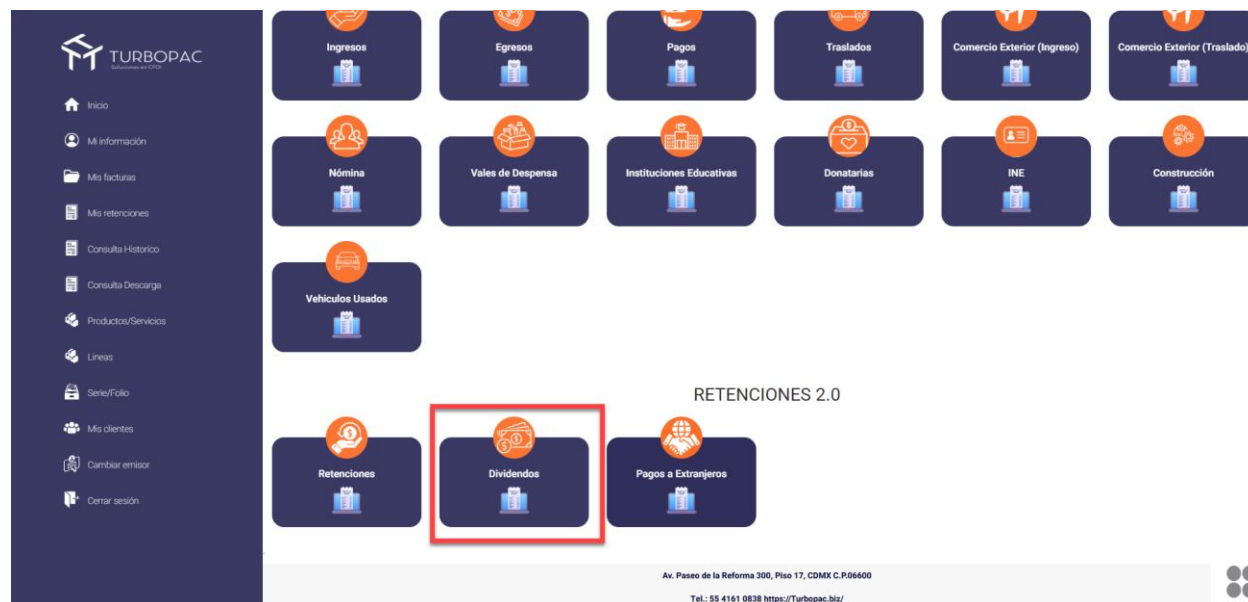 TURBOPAC
Soluciones en CFDI
Inicio
Mi información
Mis facturas
Mis retenciones
Consulta Historico
Consulta Descarga
Productos/Servicios
Lineas
Serie/Folio
Mis clientes
Cambiar emisor
Cerrar sesión
Ingresos
Egresos
Pagos
Traslados
Comercio Exterior (Ingreso)
Comercio Exterior (Traslado)
Nómina
Vales de Despensa
Instituciones Educativas
Donatarias
INE
Construcción
Vehiculos Usados
RETENCIONES 2.0
Retenciones
Dividendos
Pagos a Extranjeros
Av. Paseo de la Reforma 300, Piso 17, CDMX C.P.06600
Tel.: 55 4161 0838 https://Turbopac.biz/